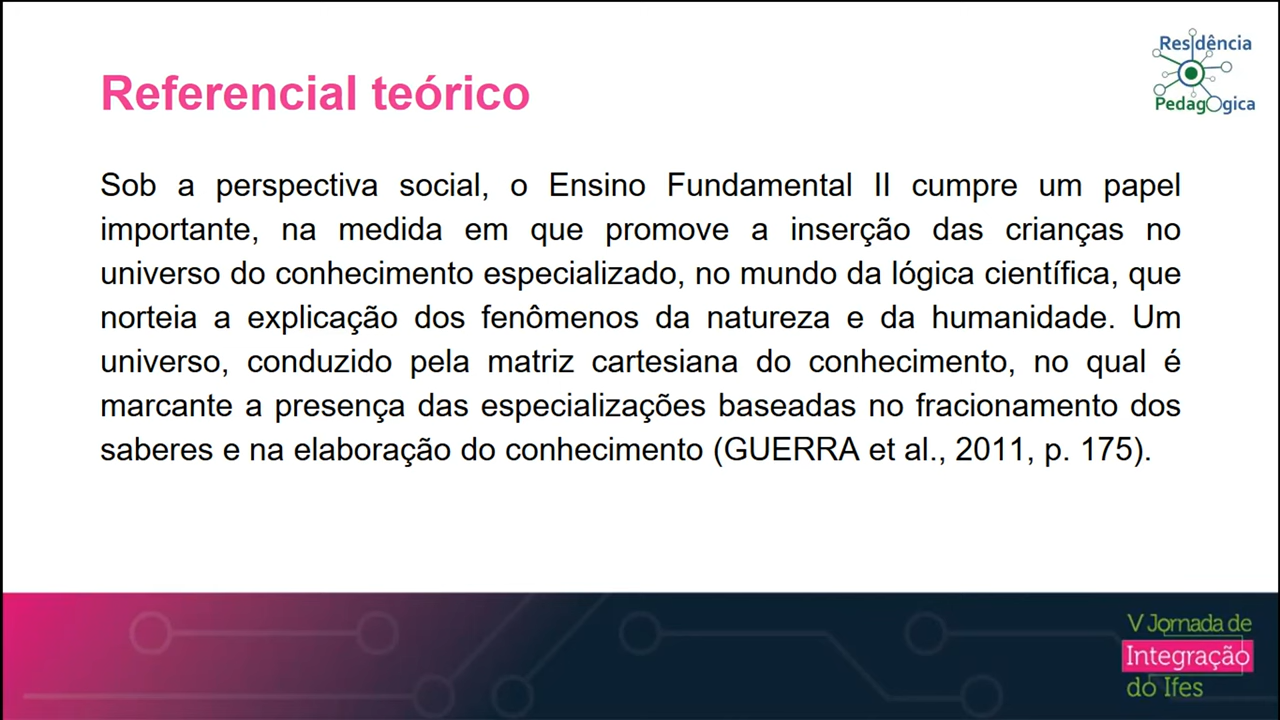 Residência
Pedagógica
Referencial teórico
Sob a perspectiva social, o Ensino Fundamental II cumpre um papel
importante, na medida em que promove a inserção das crianças no
universo do conhecimento especializado, no mundo da lógica científica, que
norteia a explicação dos fenômenos da natureza e da humanidade. Um
universo, conduzido pela matriz cartesiana do conhecimento, no qual é
marcante a presença das especializações baseadas no fracionamento dos
saberes e na elaboração do conhecimento (GUERRA et al., 2011, p. 175).
V Jornada de
Integração
do Ifes